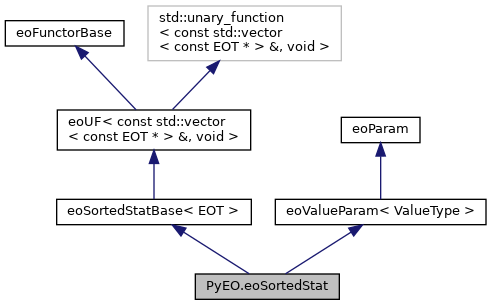 std::unary_function
< const std::vector
< const EOT * > &, void >
eoFunctorBase
eoUF< const std::vector
< const EOT * > &, void >
eoParam
eoSortedStatBase< EOT >
eoValueParam< ValueType >
PyEO.eoSortedStat